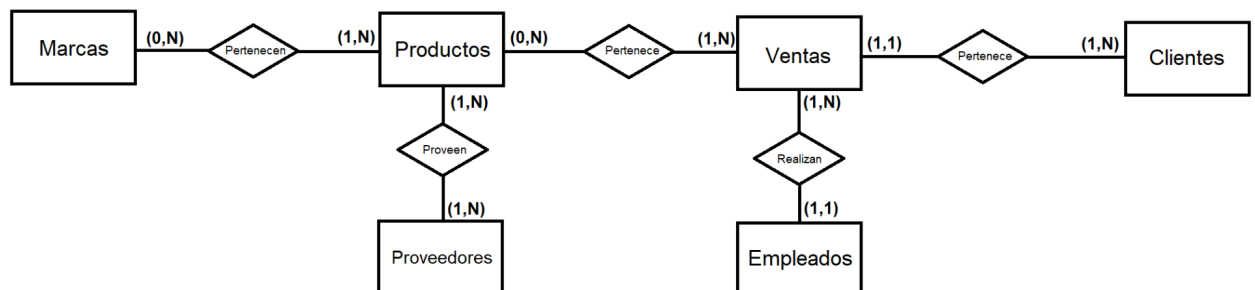 Marcas
(0,N)
Pertenecen
(1,N)
Productos
(0,N)
Pertenece
(1,N)
Ventas
(1,1)
Pertenece
(1,N)
Clientes
(1,N)
Proveen
(1,N)
Proveedores
(1,N)
Realizan
(1,1)
Empleados